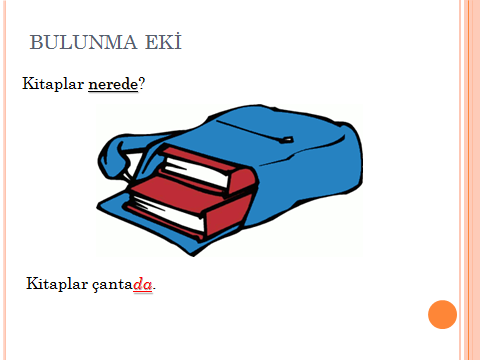 BULUNMA EKİ
Kitaplar nerede?
Kitaplar çantada.